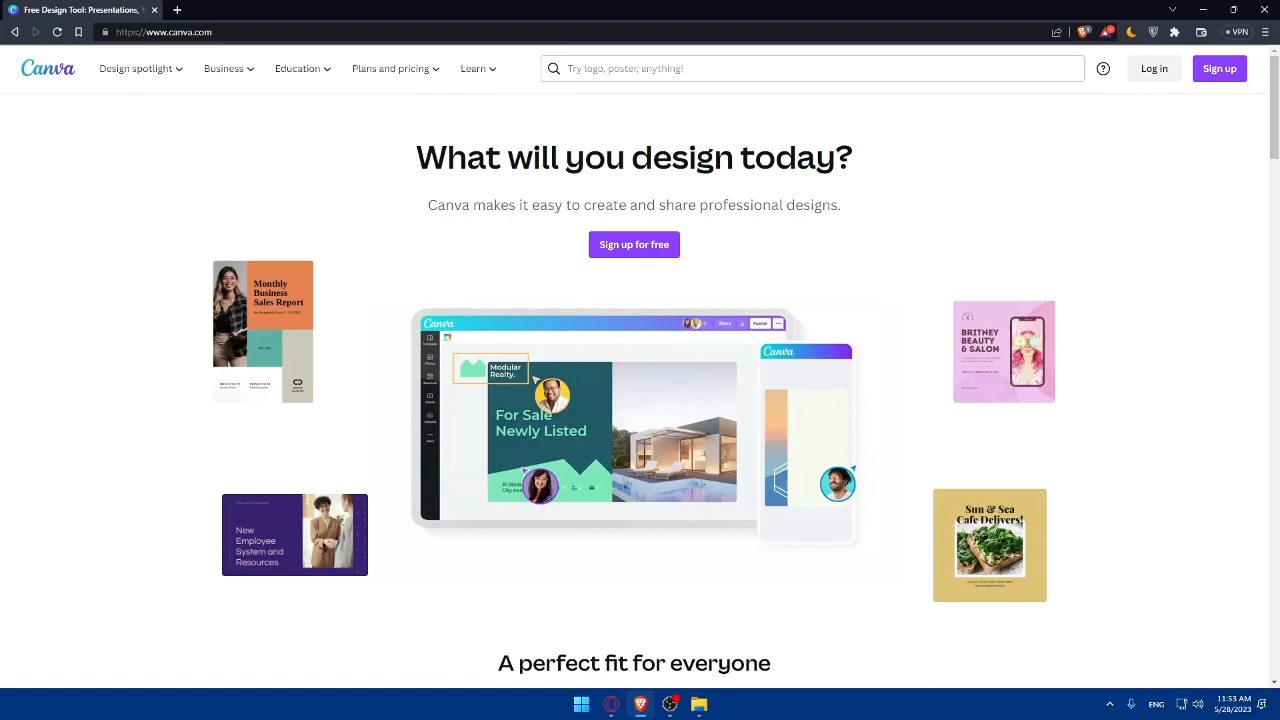 Free Design Tool: Presentations,
https://www.canva.com
VPN
Canva
Design spotlight
Business
Education
Plans and pricing
Learn
Try logo, poster, anything!
Log in
Sign up
What will you design today?
Canva makes it easy to create and share professional designs.
Sign up for free
Monthly
Business
Sales Report
Canva
Share
Publish
Modular
Realty.
For Sale
Newly Listed
Canva
BRITNEY
BEAUTY
& SALON
New
Employee
System and
Resources
Sun & Sea
Cafe Delivers!
A perfect fit for everyone
ENG
11:53 AM
5/28/2023